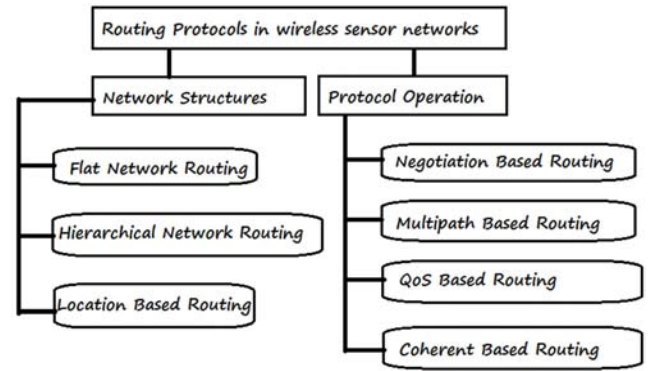 Routing Protocols in wireless sensor networks
Network Structures
Protocol Operation
Flat Network Routing
Hierarchical Network Routing
Location Based Routing
Negotiation Based Routing
Multipath Based Routing
QoS Based Routing
Coherent Based Routing